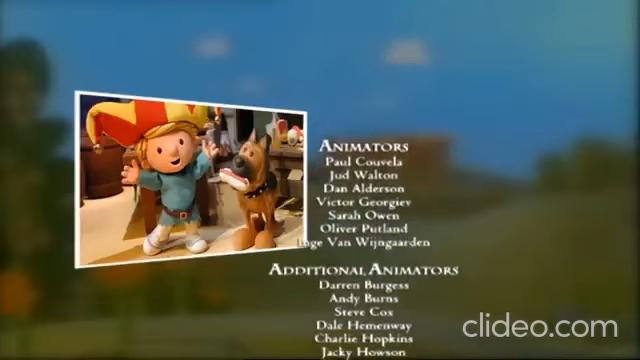 ANIMATORS
Paul Couvela
Jud Walton
Dan Alderson
Victor Georgiev
Sarah Owen
Oliver Putland
Inge Van Wijngaarden
ADDITIONAL ANIMATORS
Darren Burgess
Andy Burns
Steve Cox
Dale Hemenway
Charlie Hopkins
Jacky Howson
clideo.com